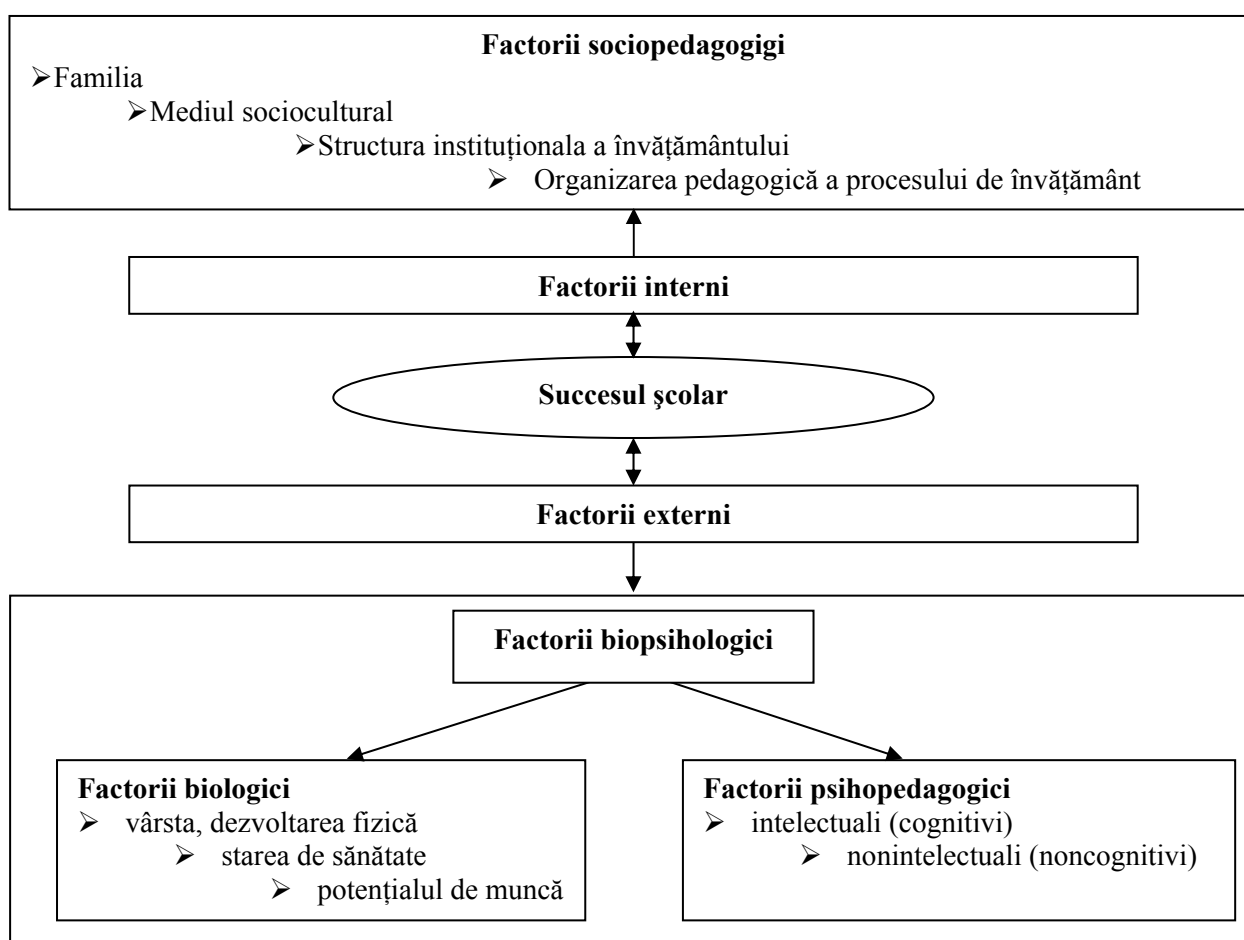 Factorii sociopedagogigi
➢Familia
➢Mediul sociocultural
➢Structura instituționala a învățământului
➢ Organizarea pedagogică a procesului de învățământ
Factorii interni
Succesul şcolar
Factorii externi
Factorii biopsihologici
Factorii biologici
➢ vârsta, dezvoltarea fizică
➢ starea de sănătate
➢ potențialul de muncă
Factorii psihopedagogici
➢ intelectuali (cognitivi)
➢ nonintelectuali (noncognitivi)